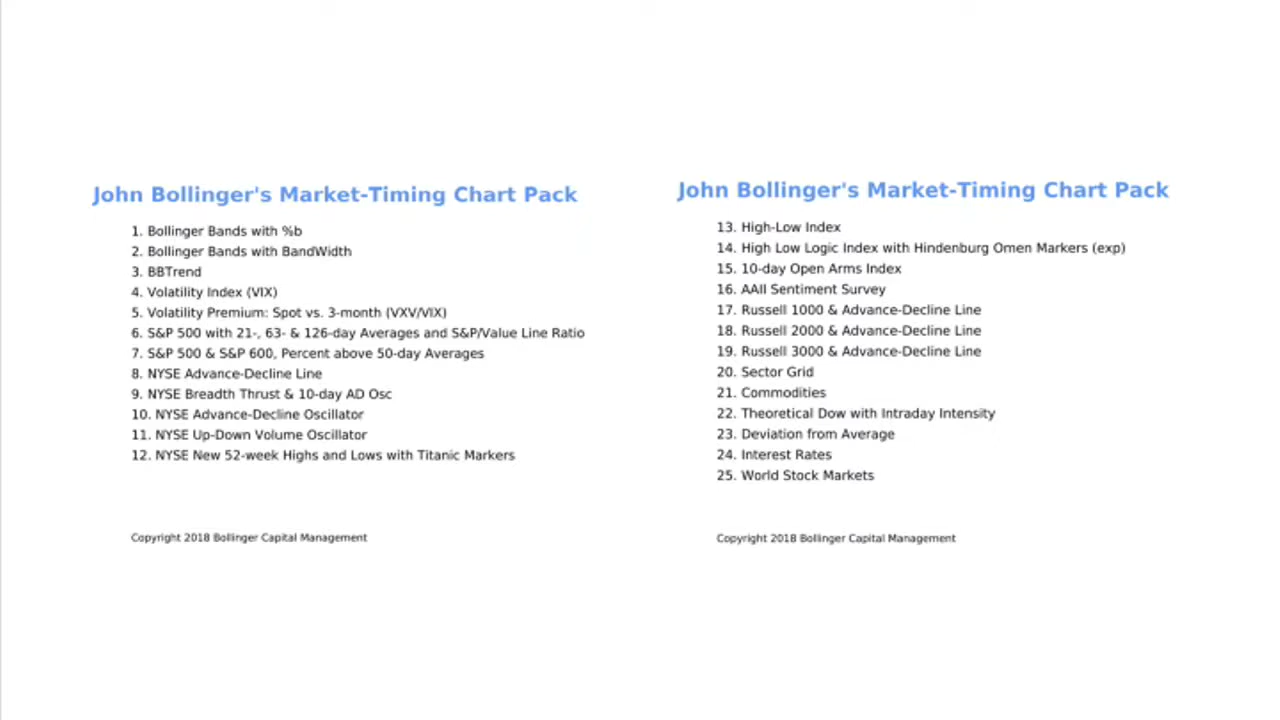 John Bollinger's Market-Timing Chart Pack
1. Bollinger Bands with %b
2. Bollinger Bands with BandWidth
3. BBTrend
4. Volatility Index (VIX)
5. Volatility Premium: Spot vs. 3-month (VXV/VIX)
6. S&P 500 with 21-, 63- & 126-day Averages and S&P/Value Line Ratio
7. S&P 500 & S&P 600, Percent above 50-day Averages
8. NYSE Advance-Decline Line
9. NYSE Breadth Thrust & 10-day AD Osc
10. NYSE Advance-Decline Oscillator
11. NYSE Up-Down Volume Oscillator
12. NYSE New 52-week Highs and Lows with Titanic Markers
Copyright 2018 Bollinger Capital Management
John Bollinger's Market-Timing Chart Pack
13. High-Low Index
14. High Low Logic Index with Hindenburg Omen Markers (exp)
15. 10-day Open Arms Index
16. AAII Sentiment Survey
17. Russell 1000 & Advance-Decline Line
18. Russell 2000 & Advance-Decline Line
19. Russell 3000 & Advance-Decline Line
20. Sector Grid
21. Commodities
22. Theoretical Dow with Intraday Intensity
23. Deviation from Average
24. Interest Rates
25. World Stock Markets
Copyright 2018 Bollinger Capital Management